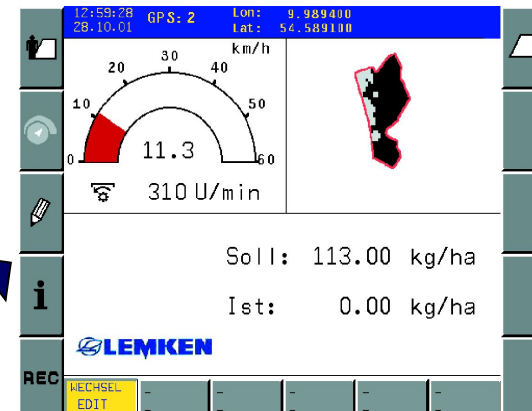 12:59:28 GPS: 2 Lon: 9.989400
28.10.01 Lat: 54.589100
km/h
0 10 20 30 40 50 60
11.3
310 U/min
Soll: 113.00 kg/ha
i
Ist: 0.00 kg/ha
LEMKEN
REC
WECHSEL
EDIT